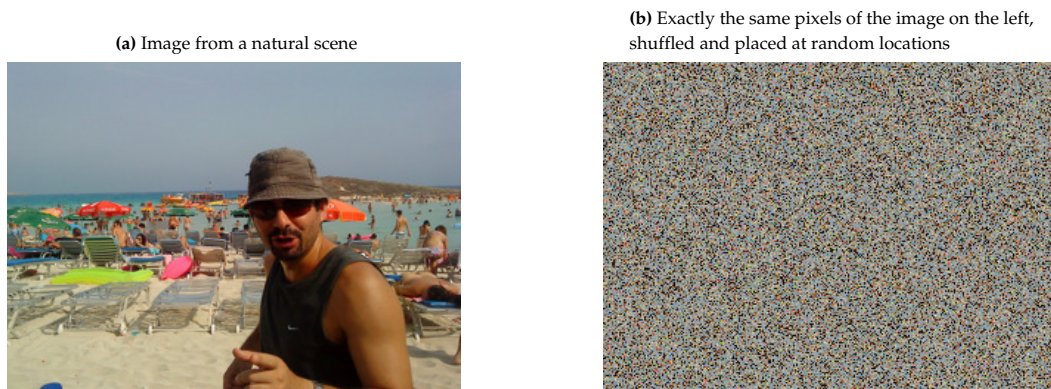 (a) Image from a natural scene
(b) Exactly the same pixels of the image on the left,
shuffled and placed at random locations